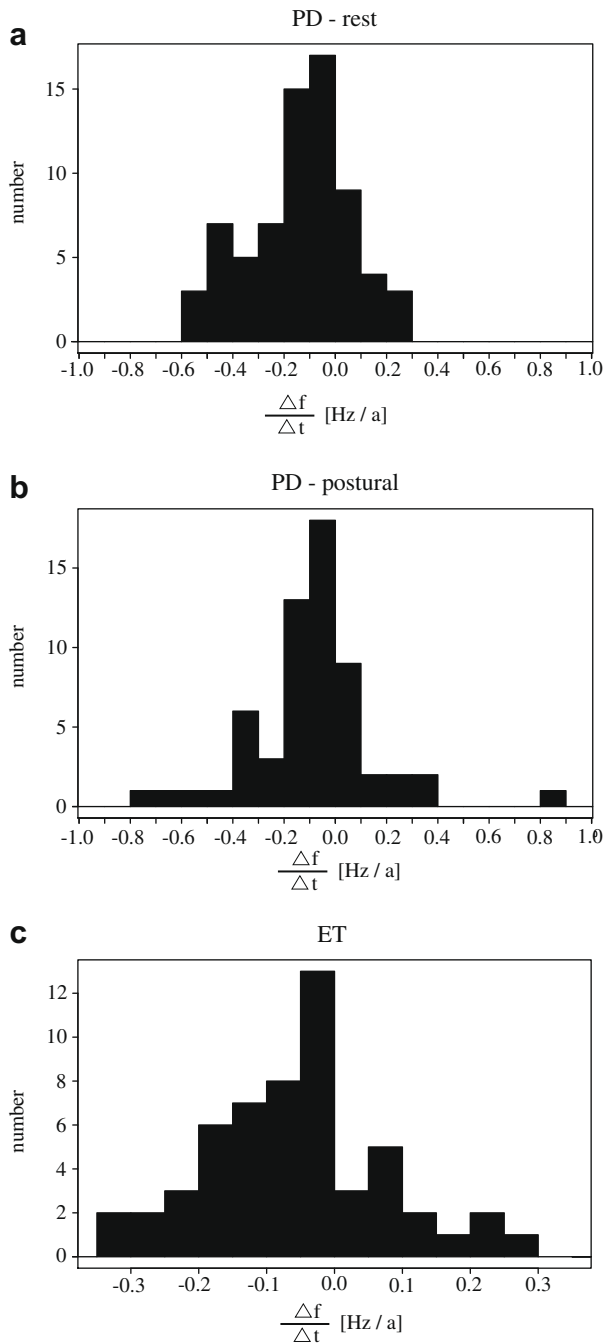 a
PD - rest
number
15
10
5
0
-1.0 -0.6 -0.4 -0.2 0.0 0.2 0.4 0.6 0.8 1.0
△f
△t
[Hz / a]
b
PD - postural
number
15
10
5
0
-1.0 -0.8 -0.6 -0.4 -0.2 0.0 0.2 0.4 0.6 0.8 1.0
△f
△t
[Hz / a]
c
ET
number
12
10
8
6
4
2
0
-0.3 -0.2 -0.1 0.0 0.1 0.2 0.3
△f
△t
[Hz / a]